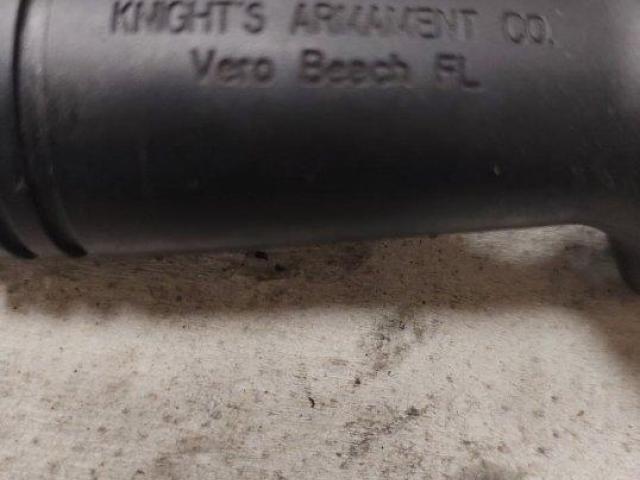 KNIGHT'S ARMAMENT CO.
Vero Beach FL